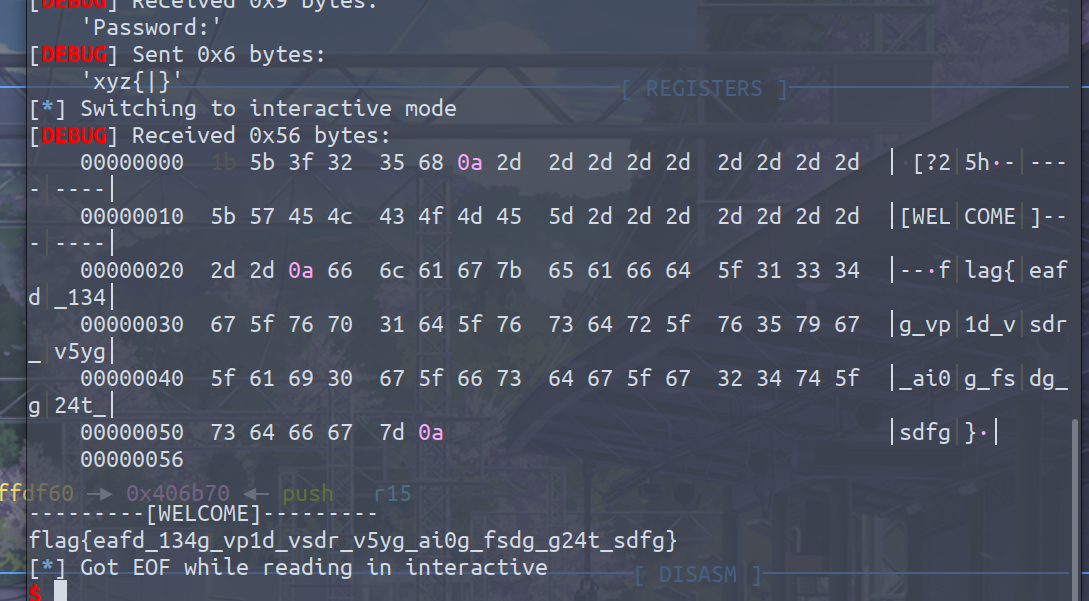 [DEBUG] Received 0x9 bytes:
    'Password:'
[DEBUG] Sent 0x6 bytes:
    'xyz{|}'
[ REGISTERS ]
[*] Switching to interactive mode
[DEBUG] Received 0x56 bytes:
    00000000  1b 5b 3f 32  35 68 0a 2d  2d 2d 2d 2d  2d 2d 2d 2d  │·[?2│5h·-│---
-│----│
    00000010  5b 57 45 4c  43 4f 4d 45  5d 2d 2d 2d  2d 2d 2d 2d  │[WEL│COME│]--
-│----│
    00000020  2d 2d 0a 66  6c 61 67 7b  65 61 66 64  5f 31 33 34  │--·f│lag{│eaf
d│_134│
    00000030  67 5f 76 70  31 64 5f 76  73 64 72 5f  76 35 79 67  │g_vp│1d_v│sdr
_│v5yg│
    00000040  5f 61 69 30  67 5f 66 73  64 67 5f 67  32 34 74 5f  │_ai0│g_fs│dg_
g│24t_│
    00000050  73 64 66 67  7d 0a                                  │sdfg│}·│
    00000056
ffdf60 —▸ 0x406b70 ◂— push   r15
---------[WELCOME]---------
flag{eafd_134g_vp1d_vsdr_v5yg_ai0g_fsdg_g24t_sdfg}
[*] Got EOF while reading in interactive
[ DISASM ]
$